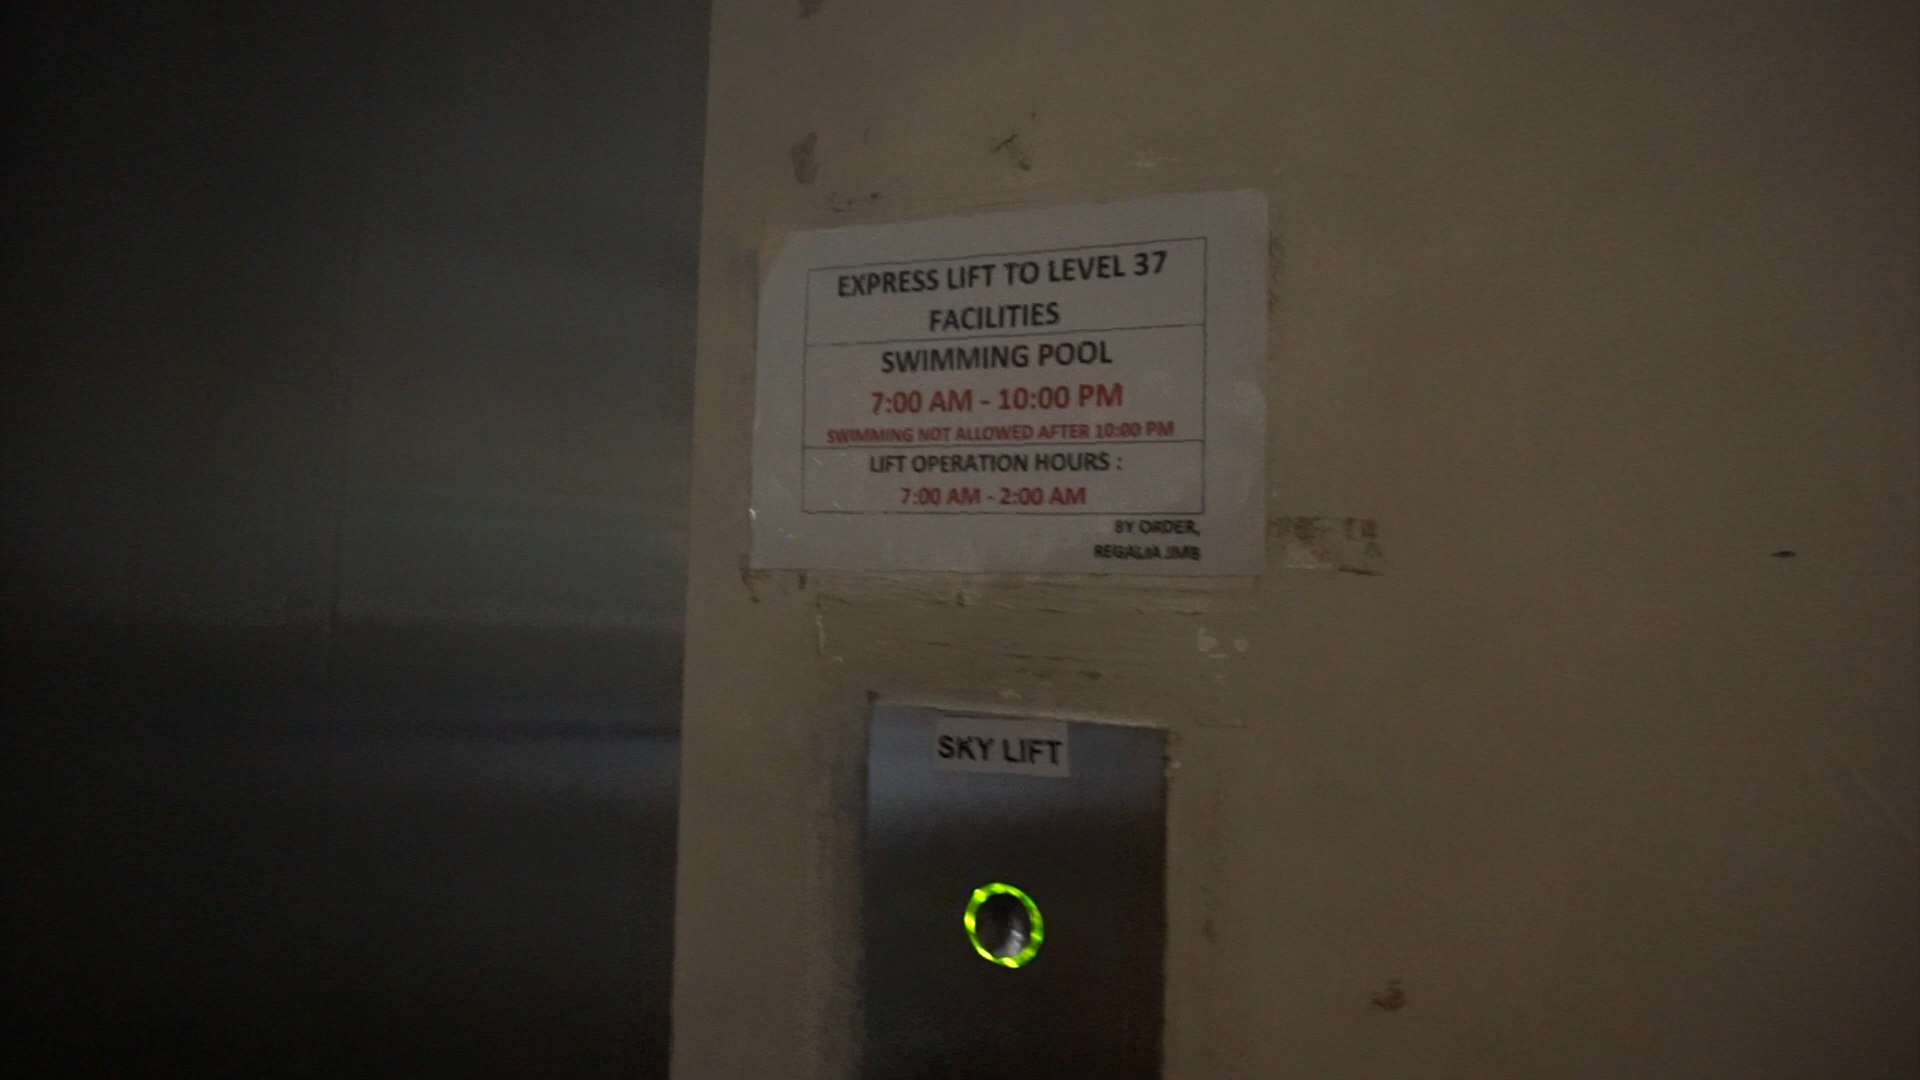 EXPRESS LIFT TO LEVEL 37
FACILITIES
SWIMMING POOL
7:00 AM - 10:00 PM
SWIMMING NOT ALLOWED AFTER 10:00 PM
LIFT OPERATION HOURS :
7:00 AM - 2:00 AM
BY ORDER,
REGALIA JMB
SKY LIFT